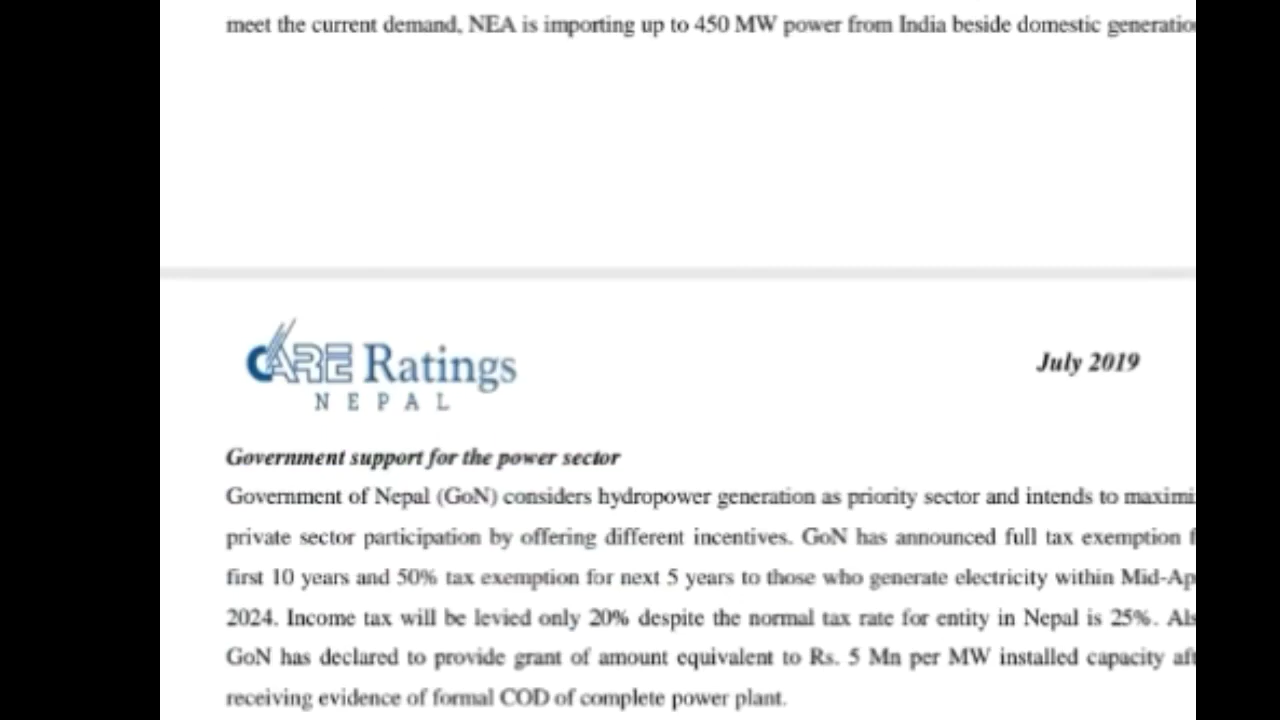 meet the current demand, NEA is importing up to 450 MW power from India beside domestic generatio
CARE Ratings
NEPAL
July 2019
Government support for the power sector
Government of Nepal (GoN) considers hydropower generation as priority sector and intends to maximi
private sector participation by offering different incentives. GoN has announced full tax exemption f
first 10 years and 50% tax exemption for next 5 years to those who generate electricity within Mid-Ap
2024. Income tax will be levied only 20% despite the normal tax rate for entity in Nepal is 25%. Als
GoN has declared to provide grant of amount equivalent to Rs. 5 Mn per MW installed capacity aft
receiving evidence of formal COD of complete power plant.